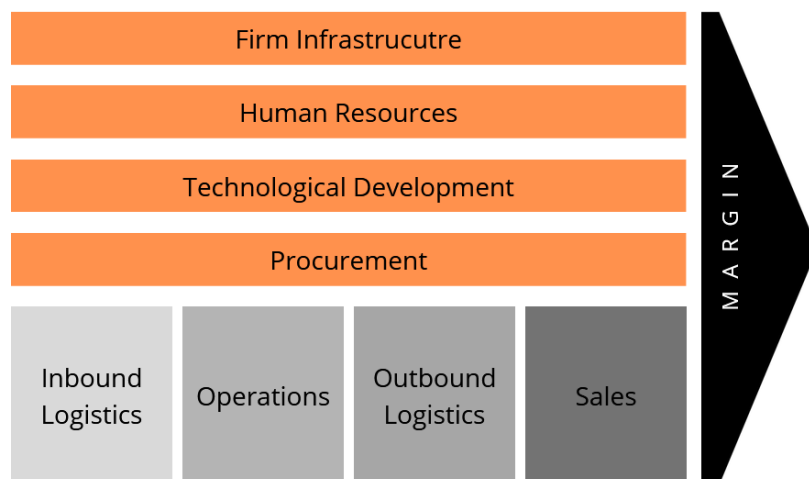 Firm Infrastrucutre
Human Resources
Technological Development
Procurement
Inbound
Logistics
Operations
Outbound
Logistics
Sales
MARGIN